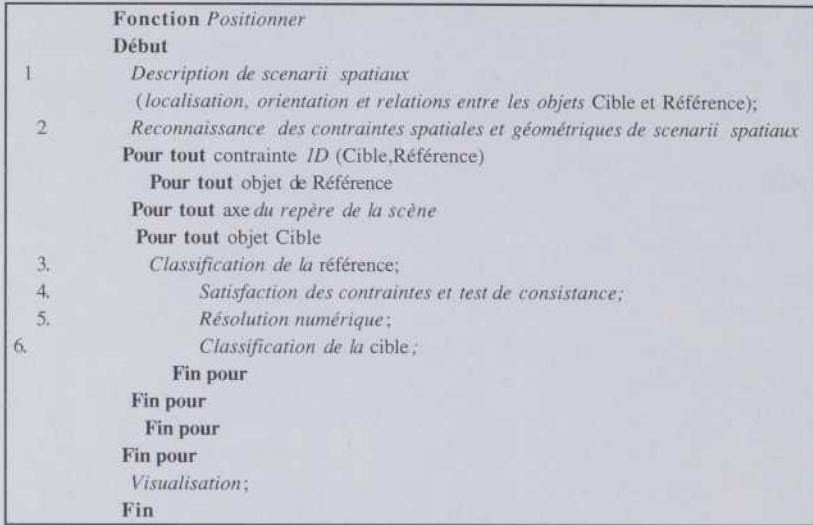 Fonction Positionner
Début
1 Description de scenarii spatiaux
(localisation, orientation et relations entre les objets Cible et Référence);
2 Reconnaissance des contraintes spatiales et géométriques de scenarii spatiaux
Pour tout contrainte 1D (Cible,Référence)
Pour tout objet de Référence
Pour tout axe du repère de la scène
Pour tout objet Cible
3. Classification de la référence;
4. Satisfaction des contraintes et test de consistance;
5. Résolution numérique;
6. Classification de la cible;
Fin pour
Fin pour
Fin pour
Fin pour
Visualisation;
Fin